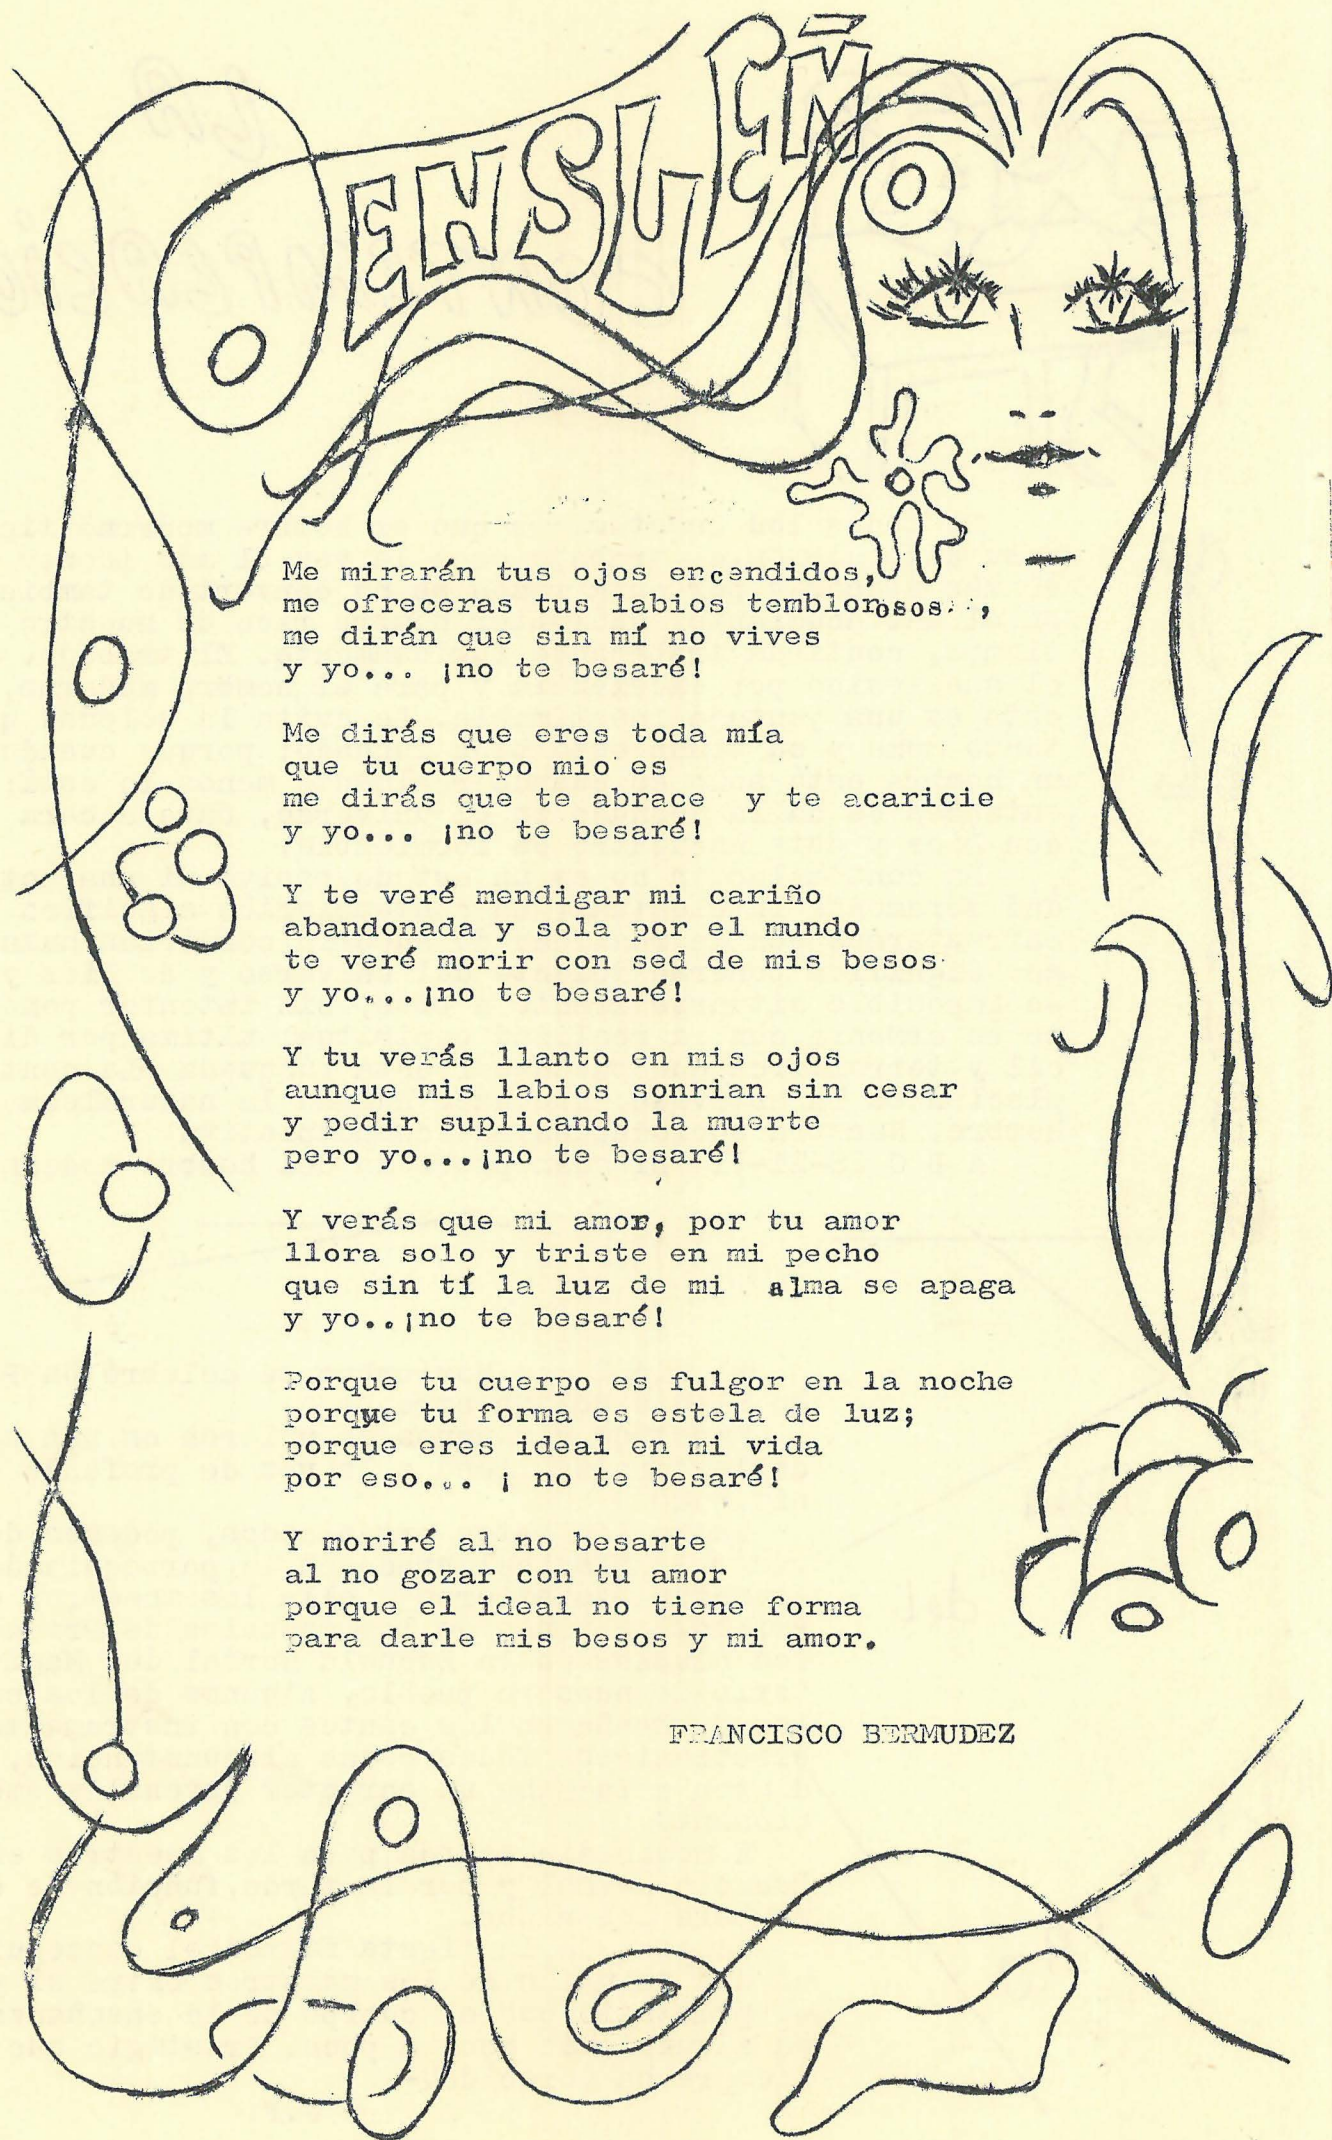 ENSUEÑO
Me mirarán tus ojos encendidos,
me ofreceras tus labios temblorosos,
me dirán que sin mí no vives
y yo... ¡no te besaré!
Me dirás que eres toda mía
que tu cuerpo mio es
me dirás que te abrace y te acaricie
y yo... ¡no te besaré!
Y te veré mendigar mi cariño
abandonada y sola por el mundo
te veré morir con sed de mis besos
y yo...¡no te besaré!
Y tu verás llanto en mis ojos
aunque mis labios sonrian sin cesar
y pedir suplicando la muerte
pero yo...¡no te besaré!
Y verás que mi amor, por tu amor
llora solo y triste en mi pecho
que sin tí la luz de mi alma se apaga
y yo..¡no te besaré!
Porque tu cuerpo es fulgor en la noche
porque tu forma es estela de luz;
porque eres ideal en mi vida
por eso... ¡ no te besaré!
Y moriré al no besarte
al no gozar con tu amor
porque el ideal no tiene forma
para darle mis besos y mi amor.
FRANCISCO BERMUDEZ